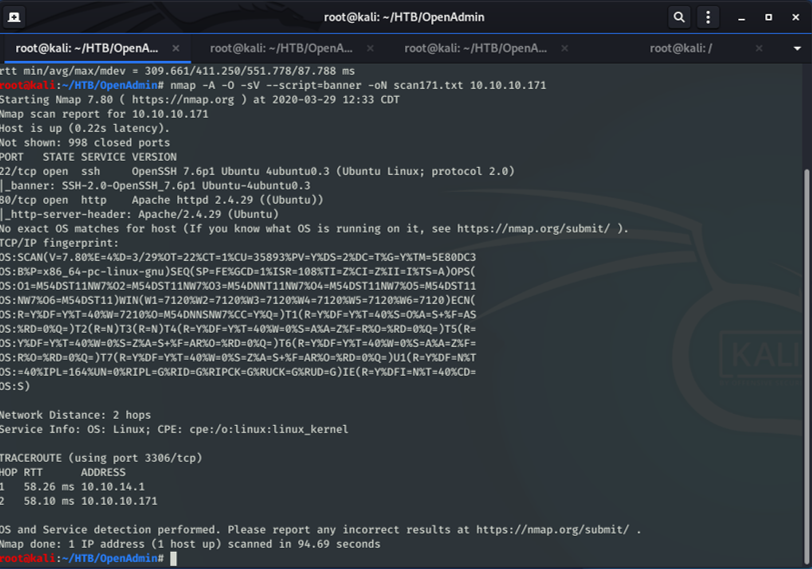 root@kali: ~/HTB/OpenAdmin
root@kali: ~/HTB/OpenA... × root@kali: ~/HTB/OpenA... × root@kali: ~/HTB/OpenA... × root@kali: / ×
rtt min/avg/max/mdev = 309.661/411.250/551.778/87.788 ms
root@kali:~/HTB/OpenAdmin# nmap -A -O -sV --script=banner -oN scan171.txt 10.10.10.171
Starting Nmap 7.80 ( https://nmap.org ) at 2020-03-29 12:33 CDT
Nmap scan report for 10.10.10.171
Host is up (0.22s latency).
Not shown: 998 closed ports
PORT   STATE SERVICE VERSION
22/tcp open  ssh     OpenSSH 7.6p1 Ubuntu 4ubuntu0.3 (Ubuntu Linux; protocol 2.0)
|_banner: SSH-2.0-OpenSSH_7.6p1 Ubuntu-4ubuntu0.3
80/tcp open  http    Apache httpd 2.4.29 ((Ubuntu))
|_http-server-header: Apache/2.4.29 (Ubuntu)
No exact OS matches for host (If you know what OS is running on it, see https://nmap.org/submit/ ).
TCP/IP fingerprint:
OS:SCAN(V=7.80%E=4%D=3/29%OT=22%CT=1%CU=35893%PV=Y%DS=2%DC=T%G=Y%TM=5E80DC3
OS:B%P=x86_64-pc-linux-gnu)SEQ(SP=FE%GCD=1%ISR=108%TI=Z%CI=Z%II=I%TS=A)OPS(
OS:O1=M54DST11NW7%O2=M54DST11NW7%O3=M54DNNT11NW7%O4=M54DST11NW7%O5=M54DST11
OS:NW7%O6=M54DST11)WIN(W1=7120%W2=7120%W3=7120%W4=7120%W5=7120%W6=7120)ECN(
OS:R=Y%DF=Y%T=40%W=7210%O=M54DNNSNW7%CC=Y%Q=)T1(R=Y%DF=Y%T=40%S=O%A=S+%F=AS
OS:%RD=0%Q=)T2(R=N)T3(R=N)T4(R=Y%DF=Y%T=40%W=0%S=A%A=Z%F=R%O=%RD=0%Q=)T5(R=
OS:Y%DF=Y%T=40%W=0%S=Z%A=S+%F=AR%O=%RD=0%Q=)T6(R=Y%DF=Y%T=40%W=0%S=A%A=Z%F=
OS:R%O=%RD=0%Q=)T7(R=Y%DF=Y%T=40%W=0%S=Z%A=S+%F=AR%O=%RD=0%Q=)U1(R=Y%DF=N%T
OS:=40%IPL=164%UN=0%RIPL=G%RID=G%RIPCK=G%RUCK=G%RUD=G)IE(R=Y%DFI=N%T=40%CD=
OS:S)
Network Distance: 2 hops
Service Info: OS: Linux; CPE: cpe:/o:linux:linux_kernel
TRACEROUTE (using port 3306/tcp)
HOP RTT      ADDRESS
1   58.26 ms 10.10.14.1
2   58.10 ms 10.10.10.171
OS and Service detection performed. Please report any incorrect results at https://nmap.org/submit/ .
Nmap done: 1 IP address (1 host up) scanned in 94.69 seconds
root@kali:~/HTB/OpenAdmin#
KALI